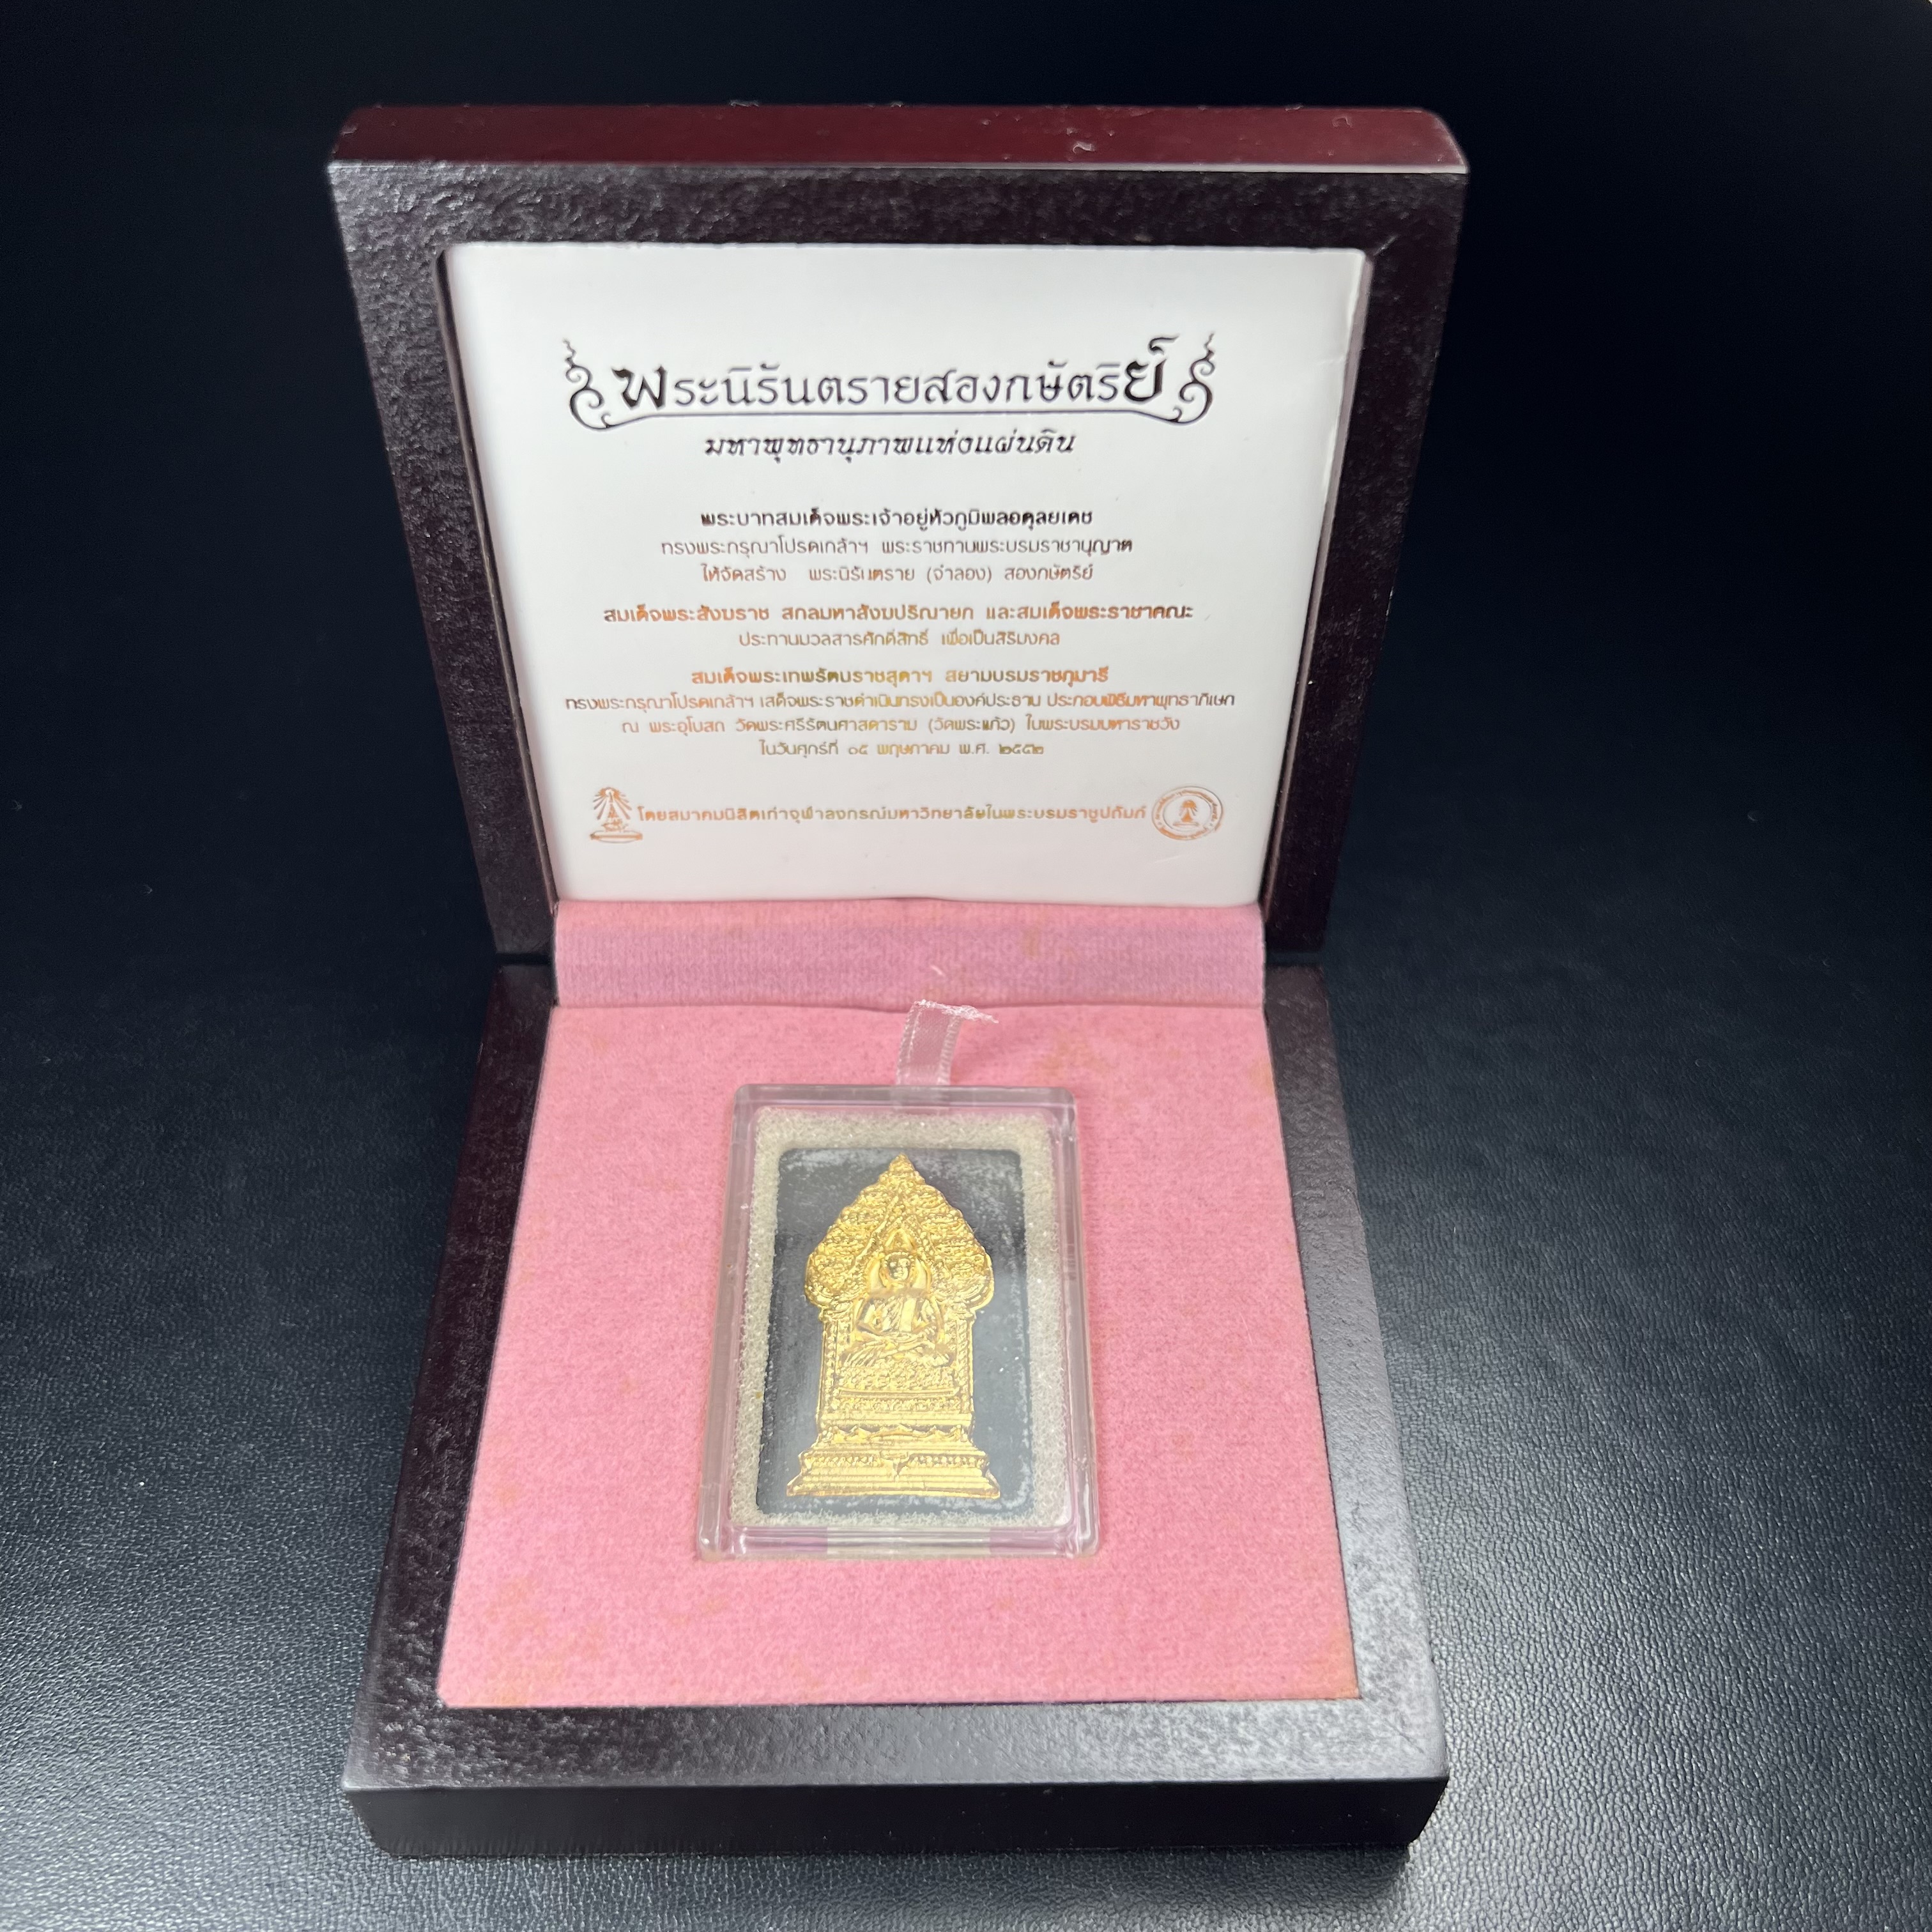 พระนิรันตรายสองกษัตริย์
มหาพุทธานุภาพแห่งแผ่นดิน
พระบาทสมเด็จพระเจ้าอยู่หัวภูมิพลอดุลยเดช
ทรงพระกรุณาโปรดเกล้าฯ พระราชทานพระบรมราชานุญาต
ให้จัดสร้าง พระนิรันตราย (จำลอง) สองกษัตริย์
สมเด็จพระสังฆราช สกลมหาสังฆปริณายก และสมเด็จพระราชาคณะ
ประทานมวลสารศักดิ์สิทธิ์ เพื่อเป็นสิริมงคล
สมเด็จพระเทพรัตนราชสุดาฯ สยามบรมราชกุมารี
ทรงพระกรุณาโปรดเกล้าฯ เสด็จพระราชดำเนินทรงเป็นองค์ประธาน ประกอบพิธีมหาพุทธาภิเษก
ณ พระอุโบสถ วัดพระศรีรัตนศาสดาราม (วัดพระแก้ว) ในพระบรมมหาราชวัง
ในวันศุกร์ที่ ๐๕ พฤษภาคม พ.ศ. ๒๕๕๒
โดยสมาคมนิสิตเก่าจุฬาลงกรณ์มหาวิทยาลัยในพระบรมราชูปถัมภ์